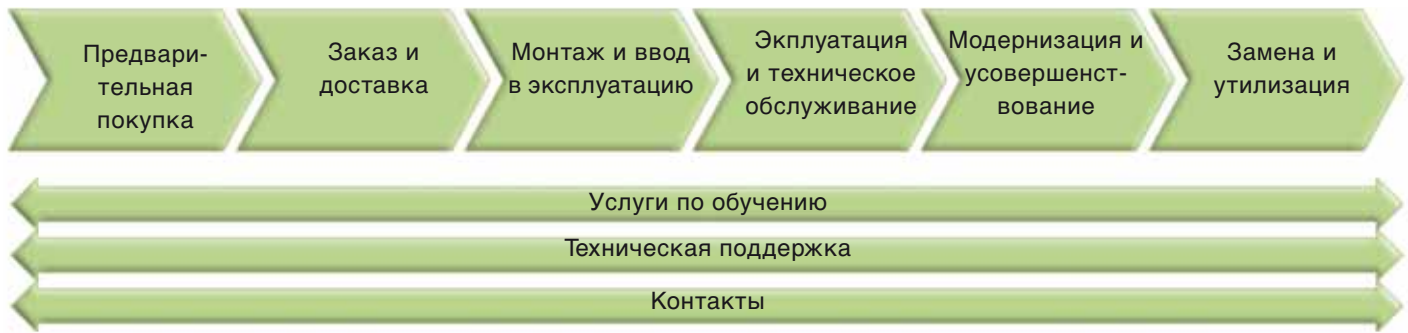 Предвари-
тельная
покупка
Заказ и
доставка
Монтаж и ввод
в эксплуатацию
Экплуатация
и техническое
обслуживание
Модернизация и
усовершенст-
вование
Замена и
утилизация
Услуги по обучению
Техническая поддержка
Контакты